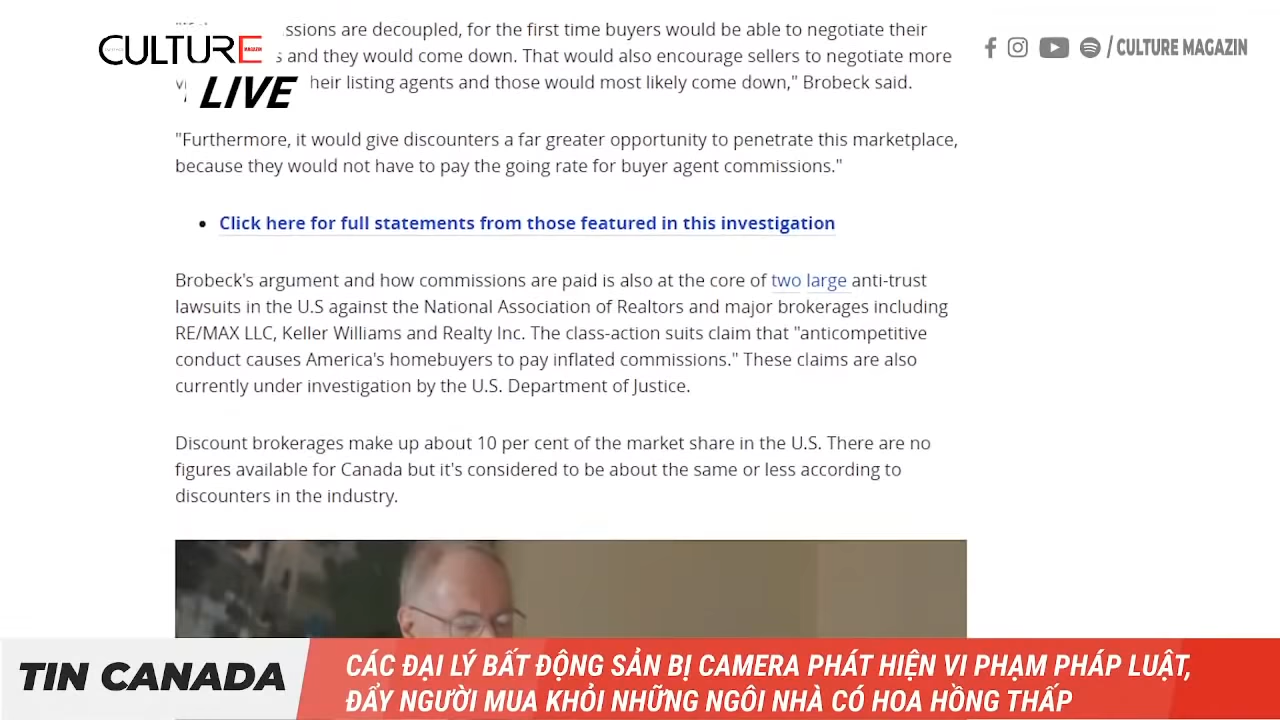 ssions are decoupled, for the first time buyers would be able to negotiate their
CULTURE
MAGAZIN
/ CULTURE MAGAZIN
s and they would come down. That would also encourage sellers to negotiate more
LIVE
heir listing agents and those would most likely come down," Brobeck said.
"Furthermore, it would give discounters a far greater opportunity to penetrate this marketplace,
because they would not have to pay the going rate for buyer agent commissions."
• Click here for full statements from those featured in this investigation
Brobeck's argument and how commissions are paid is also at the core of two large anti-trust
lawsuits in the U.S against the National Association of Realtors and major brokerages including
RE/MAX LLC, Keller Williams and Realty Inc. The class-action suits claim that "anticompetitive
conduct causes America's homebuyers to pay inflated commissions." These claims are also
currently under investigation by the U.S. Department of Justice.
Discount brokerages make up about 10 per cent of the market share in the U.S. There are no
figures available for Canada but it's considered to be about the same or less according to
discounters in the industry.
TIN CANADA
CÁC ĐẠI LÝ BẤT ĐỘNG SẢN BỊ CAMERA PHÁT HIỆN VI PHẠM PHÁP LUẬT,
ĐẨY NGƯỜI MUA KHỎI NHỮNG NGÔI NHÀ CÓ HOA HỒNG THẤP